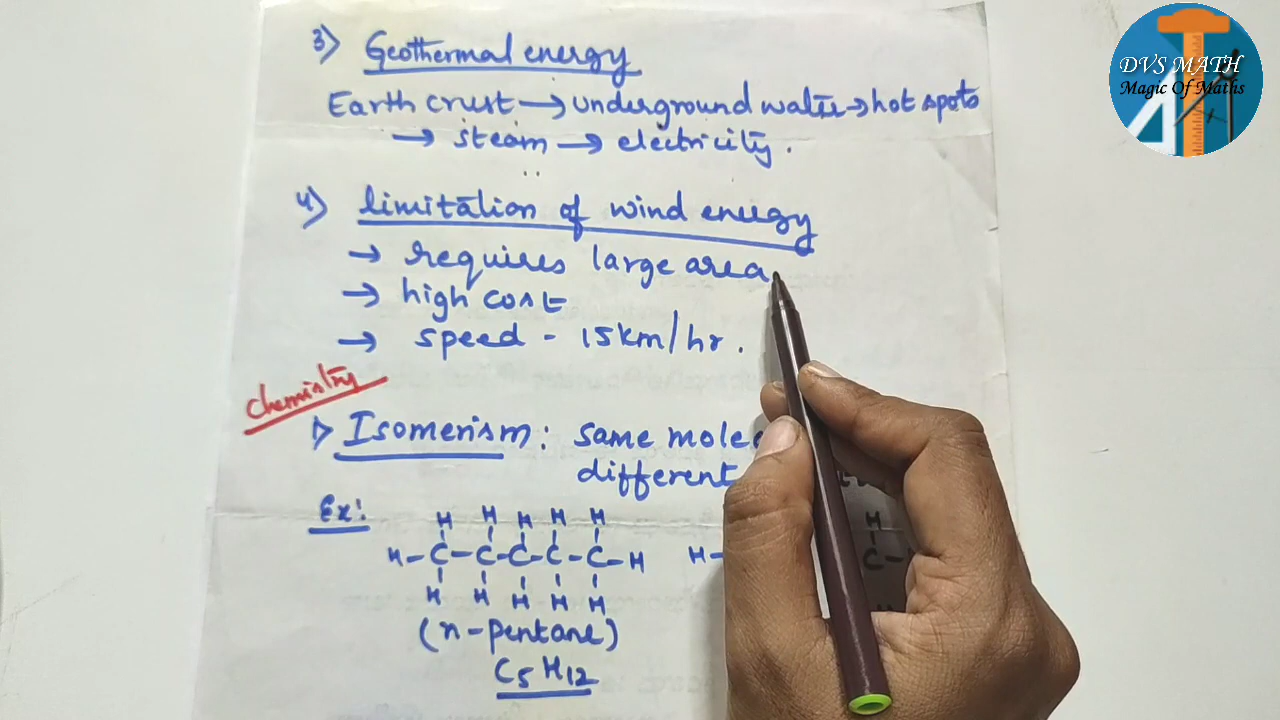 3) Geothermal energy
Earth crust → underground water → hot spots
→ steam → electricity.
4) limitation of wind energy
→ requires large area
→ high cost
→ speed - 15km/hr.
Chemistry
1) Isomerism: same mole
different
Ex:
H H H H H
H-C-C-C-C-C-H
H H H H H
(n-pentane)
C5H12
H-
H
C
DVS MATH
Magic Of Maths